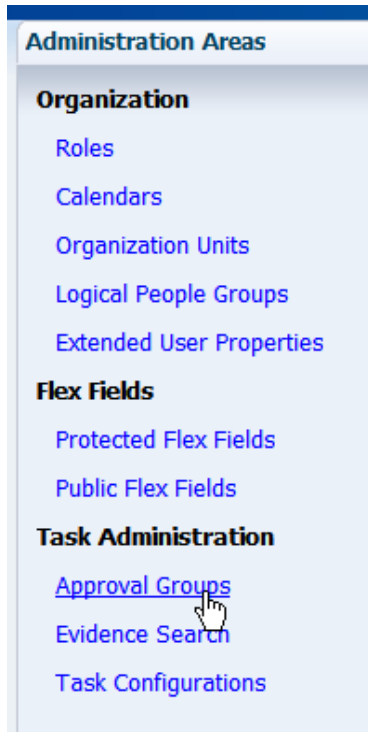 Administration Areas
Organization
Roles
Calendars
Organization Units
Logical People Groups
Extended User Properties
Flex Fields
Protected Flex Fields
Public Flex Fields
Task Administration
Approval Groups
Evidence Search
Task Configurations